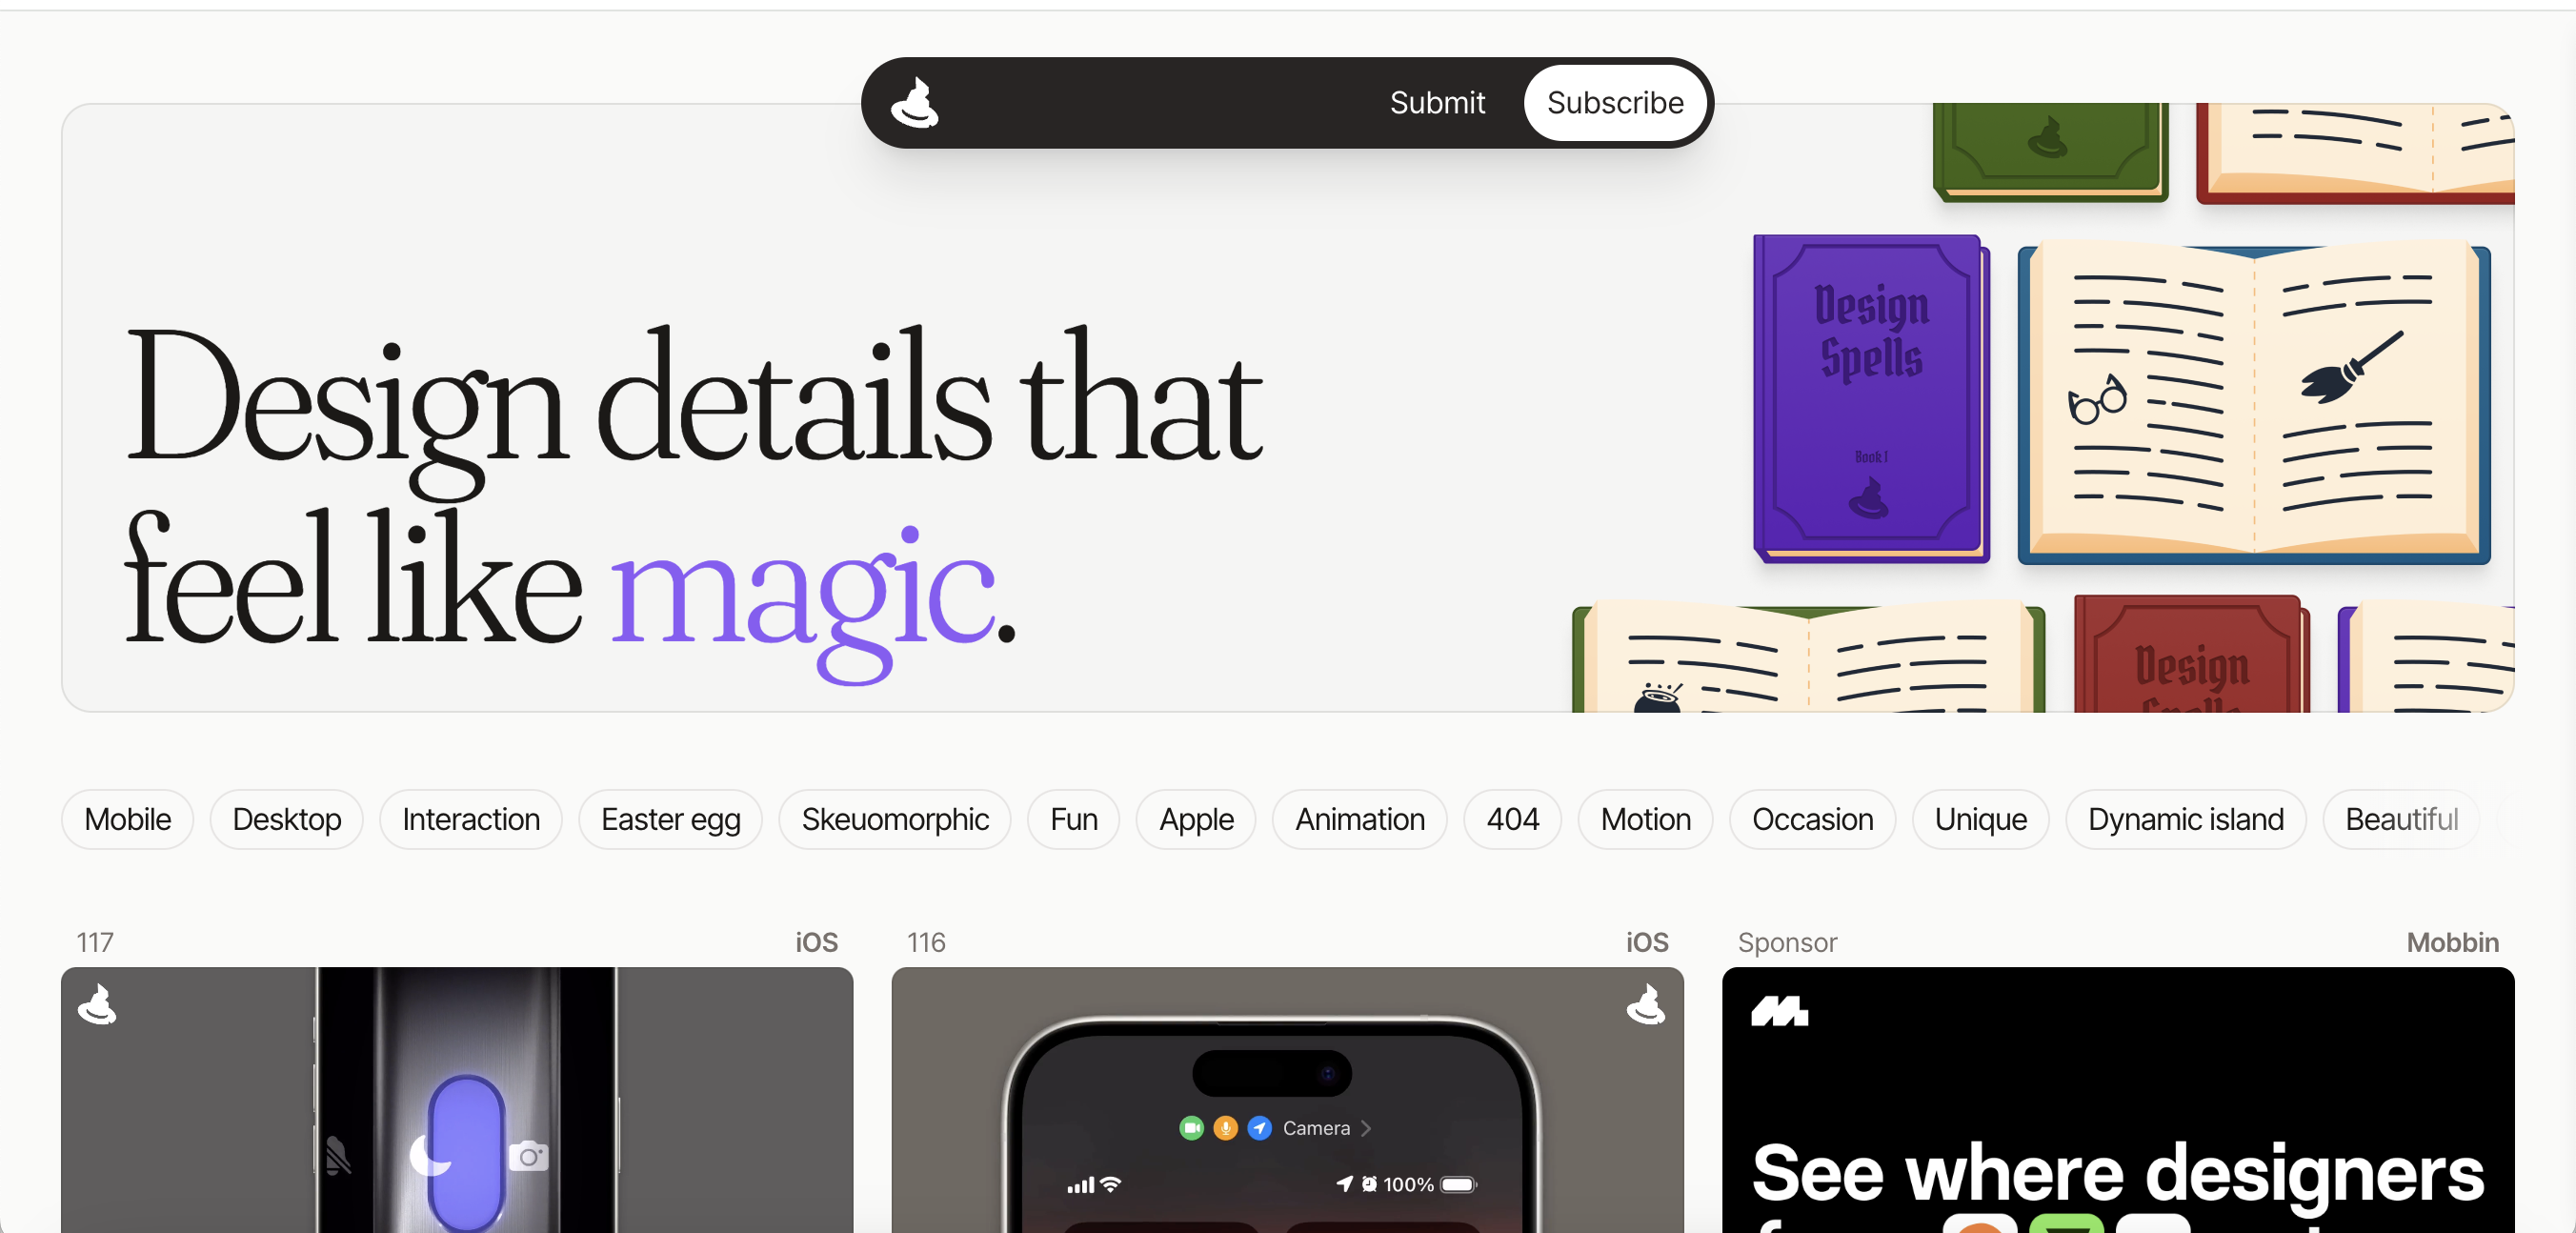 Submit
Subscribe
Design details that
feel like magic.
Design
Spells
Book I
Design
Mobile
Desktop
Interaction
Easter egg
Skeuomorphic
Fun
Apple
Animation
404
Motion
Occasion
Unique
Dynamic island
Beautiful
117
iOS
116
iOS
Sponsor
Mobbin
Camera
100%
See where designers